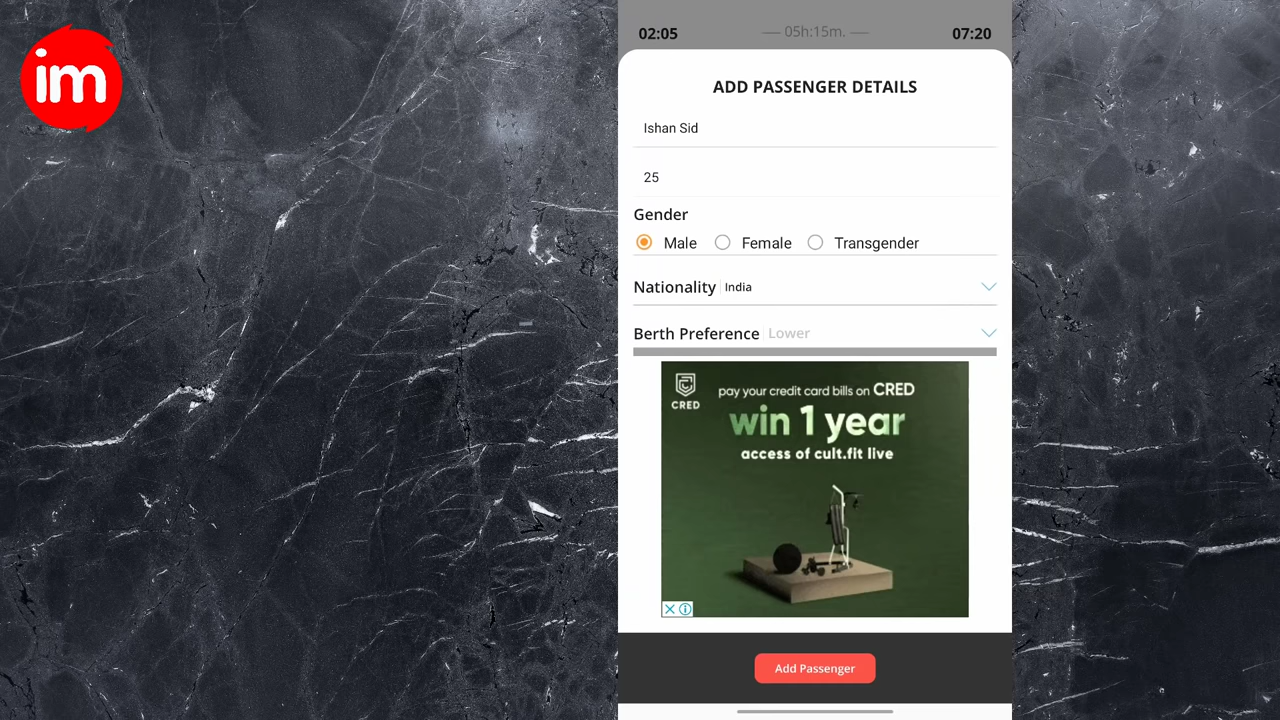 im
02:05 05h:15m. 07:20
ADD PASSENGER DETAILS
Ishan Sid
25
Gender
Male Female Transgender
Nationality India
Berth Preference Lower
CRED
pay your credit card bills on CRED
win 1 year
access of cult.fit live
Add Passenger